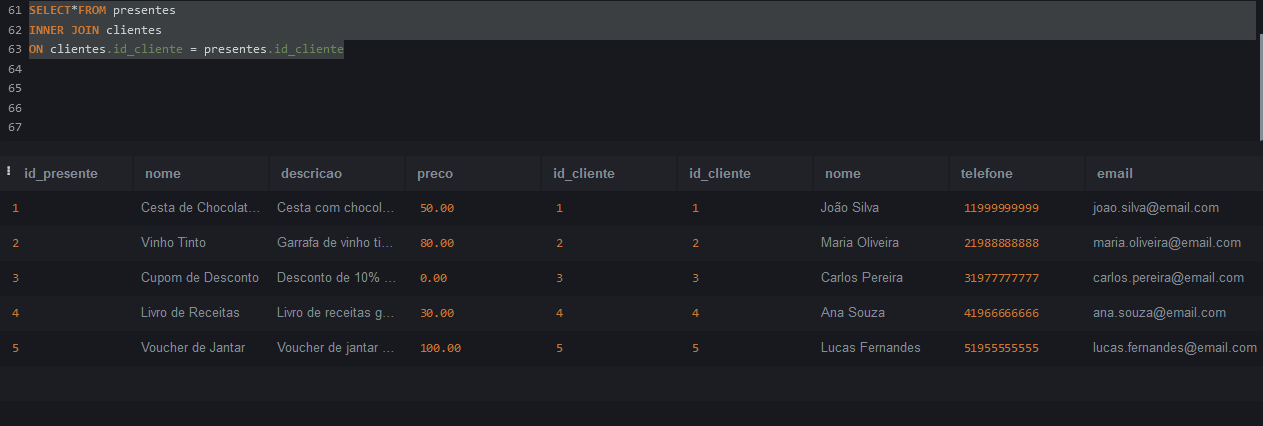 61 SELECT*FROM presentes
62 INNER JOIN clientes
63 ON clientes.id_cliente = presentes.id_cliente
64
65
66
67
id_presente nome descricao preco id_cliente id_cliente nome telefone email
1 Cesta de Chocolat... Cesta com chocol... 50.00 1 1 João Silva 11999999999 joao.silva@email.com
2 Vinho Tinto Garrafa de vinho ti... 80.00 2 2 Maria Oliveira 21988888888 maria.oliveira@email.com
3 Cupom de Desconto Desconto de 10% ... 0.00 3 3 Carlos Pereira 31977777777 carlos.pereira@email.com
4 Livro de Receitas Livro de receitas g... 30.00 4 4 Ana Souza 41966666666 ana.souza@email.com
5 Voucher de Jantar Voucher de jantar ... 100.00 5 5 Lucas Fernandes 51955555555 lucas.fernandes@email.com